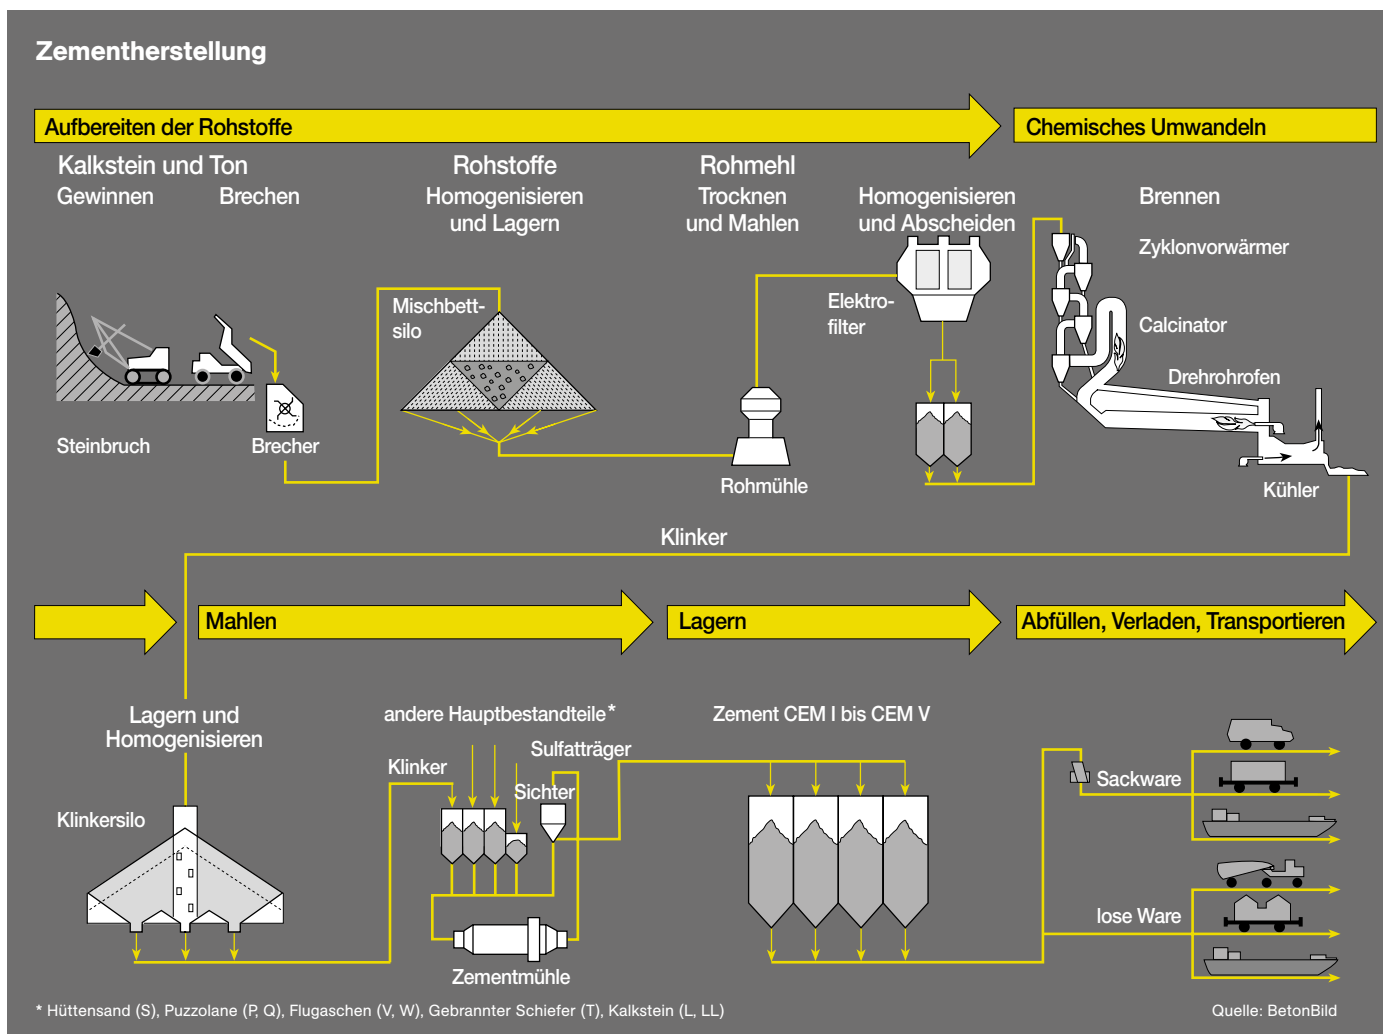 Zementherstellung
Aufbereiten der Rohstoffe
Chemisches Umwandeln
Kalkstein und Ton
Gewinnen
Brechen
Rohstoffe
Homogenisieren
und Lagern
Rohmehl
Trocknen
und Mahlen
Homogenisieren
und Abscheiden
Brennen
Zyklonvorwärmer
Mischbett-
silo
Elektro-
filter
Calcinator
Drehrohrofen
Steinbruch
Brecher
Rohmühle
Kühler
Klinker
Mahlen
Lagern
Abfüllen, Verladen, Transportieren
Lagern und
Homogenisieren
andere Hauptbestandteile*
Zement CEM I bis CEM V
Sulfatträger
Klinker
Sichter
Sackware
Klinkersilo
lose Ware
Zementmühle
* Hüttensand (S), Puzzolane (P, Q), Flugaschen (V, W), Gebrannter Schiefer (T), Kalkstein (L, LL)
Quelle: BetonBild